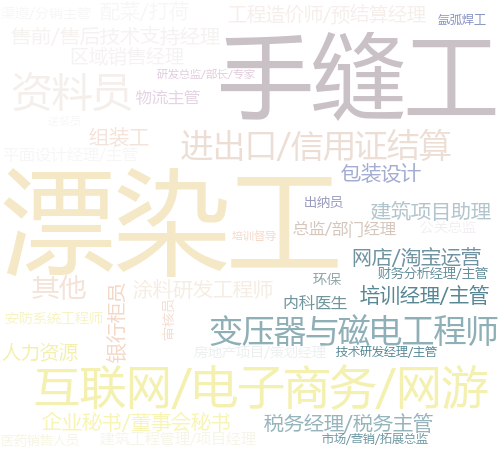 渠道/分销主管
配菜/打荷
工程造价师/预结算经理
氩弧焊工
售前/售后技术支持经理
手缝工
区域销售经理
研发总监/部长/专家
资料员
物流主管
送餐员
组装工
进出口/信用证结算
平面设计经理/主管
漂染工
包装设计
出纳员
建筑项目助理
总监/部门经理
公关总监
培训督导
网店/淘宝运营
财务分析经理/主管
环保
其他
银行柜员
涂料研发工程师
内科医生
培训经理/主管
审核员
安防系统工程师
变压器与磁电工程师
人力资源
房地产项目/策划经理
技术研发经理/主管
互联网/电子商务/网游
企业秘书/董事会秘书
税务经理/税务主管
医药销售人员
建筑工程管理/项目经理
市场/营销/拓展总监